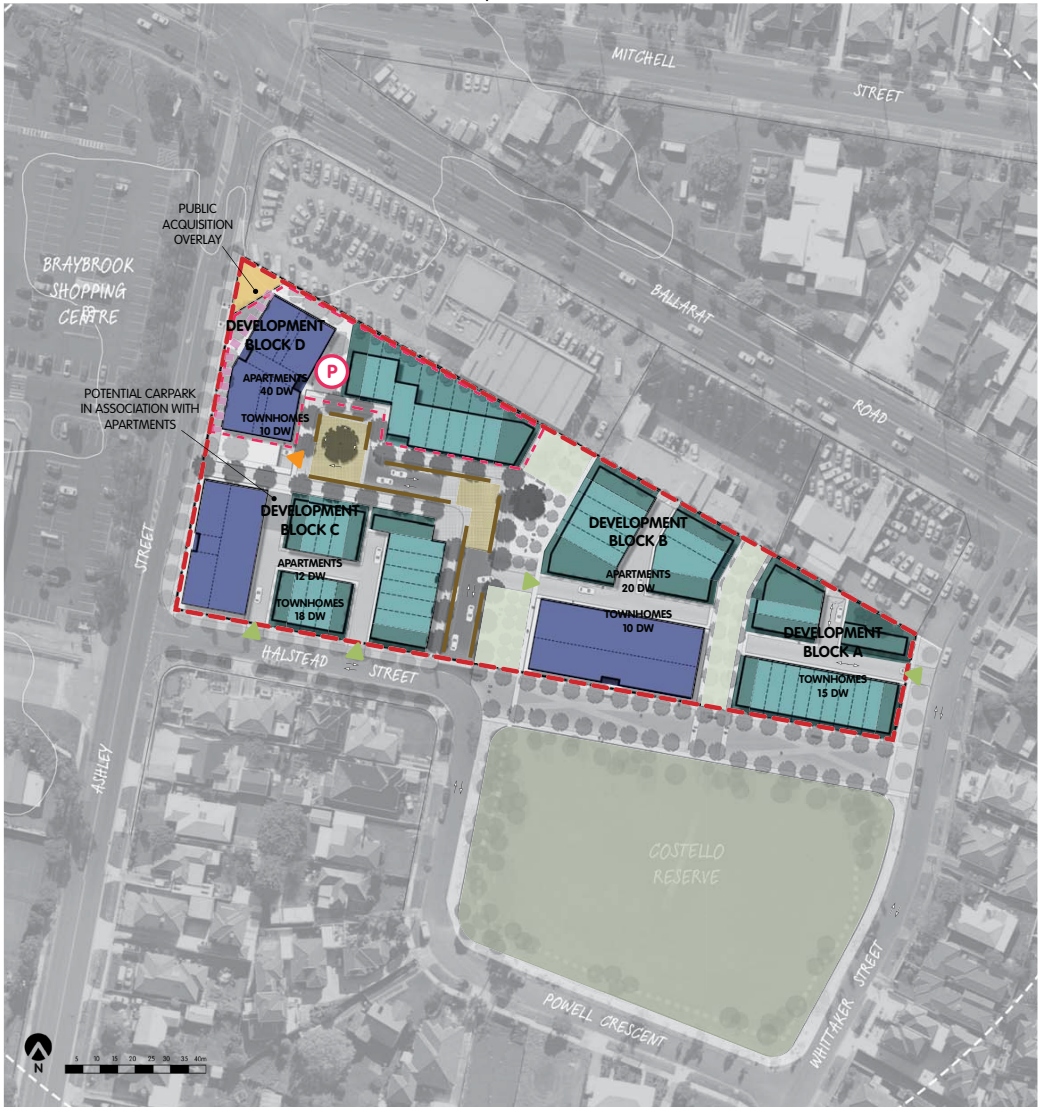 MITCHELL
STREET
PUBLIC
ACQUISITION
OVERLAY
BRAYBROOK
SHOPPING
CENTRE
BALLARAT
ROAD
DEVELOPMENT
BLOCK D
P
APARTMENTS
40 DW
TOWNHOMES
10 DW
POTENTIAL CARPARK
IN ASSOCIATION WITH
APARTMENTS
DEVELOPMENT
BLOCK C
APARTMENTS
12 DW
TOWNHOMES
18 DW
DEVELOPMENT
BLOCK B
APARTMENTS
20 DW
TOWNHOMES
10 DW
DEVELOPMENT
BLOCK A
TOWNHOMES
15 DW
STREET
HALSTEAD STREET
ASHLEY
COSTELLO
RESERVE
POWELL CRESCENT
WHITTAKER STREET
N
5 10 15 20 25 30 35 40m